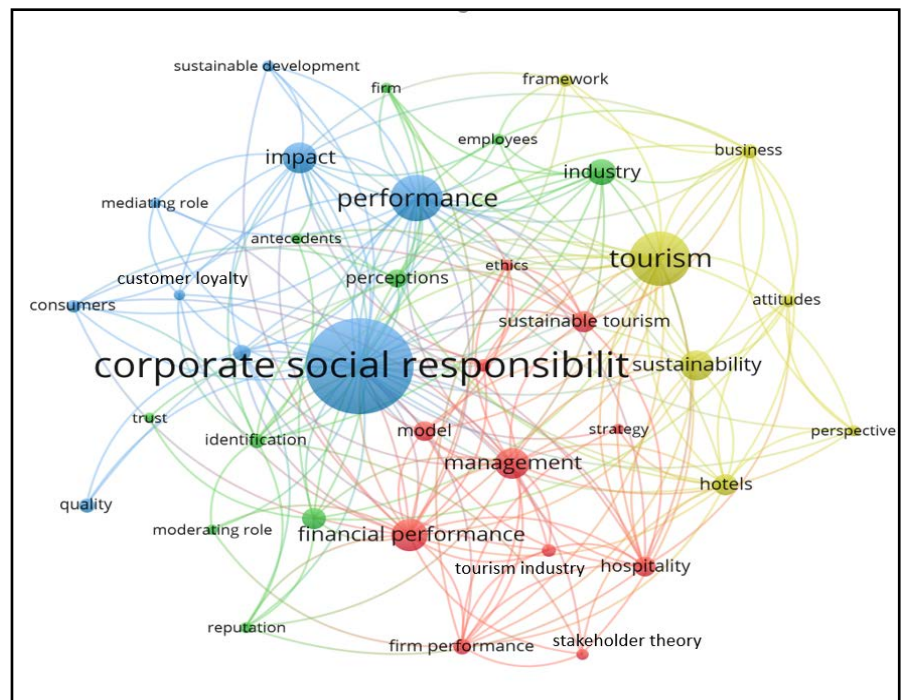 sustainable development
firm
framework
employees
business
impact
industry
performance
mediating role
antecedents
tourism
ethics
customer loyalty
perceptions
consumers
attitudes
sustainable tourism
corporate social responsibilit
sustainability
trust
model
strategy
perspective
identification
management
hotels
quality
moderating role
financial performance
tourism industry
hospitality
reputation
firm performance
stakeholder theory